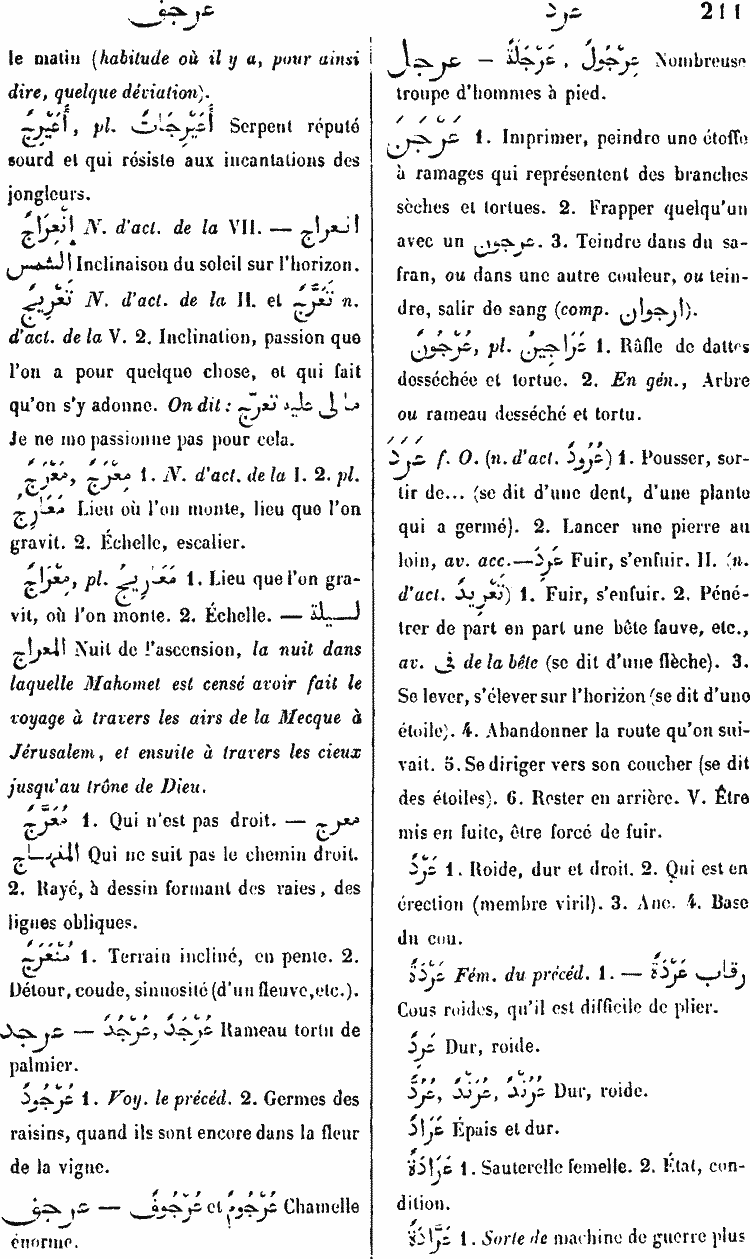 عرجف
عرد
211
le matin (habitude où il y a, pour ainsi
dire, quelque déviation).
أُعَيْرِجٌ, pl. أُعَيْرِجَاتٌ Serpent réputé
sourd et qui résiste aux incantations des
jongleurs.
إِنْعِرَاجٌ N. d'act. de la VII. — انعراج
الشمس Inclinaison du soleil sur l'horizon.
تَعْرِيجٌ N. d'act. de la II. et تَعَرُّجٌ n.
d'act. de la V. 2. Inclination, passion que
l'on a pour quelque chose, et qui fait
qu'on s'y adonne. On dit : ما لى عليه تعرّج
Je ne me passionne pas pour cela.
مَعْرَجٌ, مِعْرَجٌ 1. N. d'act. de la I. 2. pl.
مَعَارِجُ Lieu où l'on monte, lieu que l'on
gravit. 2. Échelle, escalier.
مِعْرَاجٌ, pl. مَعَارِيجُ 1. Lieu que l'on gra-
vit, où l'on monte. 2. Échelle. — ليلة
المعراج Nuit de l'ascension, la nuit dans
laquelle Mahomet est censé avoir fait le
voyage à travers les airs de la Mecque à
Jérusalem, et ensuite à travers les cieux
jusqu'au trône de Dieu.
مُعَرَّجٌ 1. Qui n'est pas droit. — معرج
المنهاج Qui ne suit pas le chemin droit.
2. Rayé, à dessin formant des raies, des
lignes obliques.
مُنْعَرَجٌ 1. Terrain incliné, en pente. 2.
Détour, coude, sinuosité (d'un fleuve, etc.).
عرجد — عُرْجُدٌ, عُرْجُدٌّ Rameau tortu de
palmier.
عُرْجُودٌ 1. Voy. le précéd. 2. Germes des
raisins, quand ils sont encore dans la fleur
de la vigne.
عرجف — عُرْجُوفٌ et عُرْجُومٌ Chamelle
énorme.
عرجل — عَرْجَلَةٌ, عِرْجُولٌ Nombreuse
troupe d'hommes à pied.
عَرْجَنَ 1. Imprimer, peindre une étoffe
à ramages qui représentent des branches
sèches et tortues. 2. Frapper quelqu'un
avec un عرجون. 3. Teindre dans du sa-
fran, ou dans une autre couleur, ou tein-
dre, salir de sang (comp. ارجوان).
عُرْجُونٌ, pl. عَرَاجِينُ 1. Râfle de dattes
desséchée et tortue. 2. En gén., Arbre
ou rameau desséché et tortu.
عَرَدَ f. O. (n. d'act. عُرُودٌ) 1. Pousser, sor-
tir de... (se dit d'une dent, d'une plante
qui a germé). 2. Lancer une pierre au
loin, av. acc. — عَرِدَ Fuir, s'enfuir. II. (n.
d'act. تَعْرِيدٌ) 1. Fuir, s'enfuir. 2. Péné-
trer de part en part une bête fauve, etc.,
av. فى de la bête (se dit d'une flèche). 3.
Se lever, s'élever sur l'horizon (se dit d'une
étoile). 4. Abandonner la route qu'on sui-
vait. 5. Se diriger vers son coucher (se dit
des étoiles). 6. Rester en arrière. V. Être
mis en fuite, être forcé de fuir.
عَرْدٌ 1. Roide, dur et droit. 2. Qui est en
érection (membre viril). 3. Ane. 4. Base
du cou.
عَرْدَةٌ Fém. du précéd. 1. — رقاب عَرْدَةٌ
Cous roides, qu'il est difficile de plier.
عَرِدٌ Dur, roide.
عُرُدٌّ, عَرَنْدٌ, عُرُنْدٌ Dur, roide.
عَرَادٌ Épais et dur.
عَرَادَةٌ 1. Sauterelle femelle. 2. État, con-
dition.
عَرَّادَةٌ 1. Sorte de machine de guerre plus